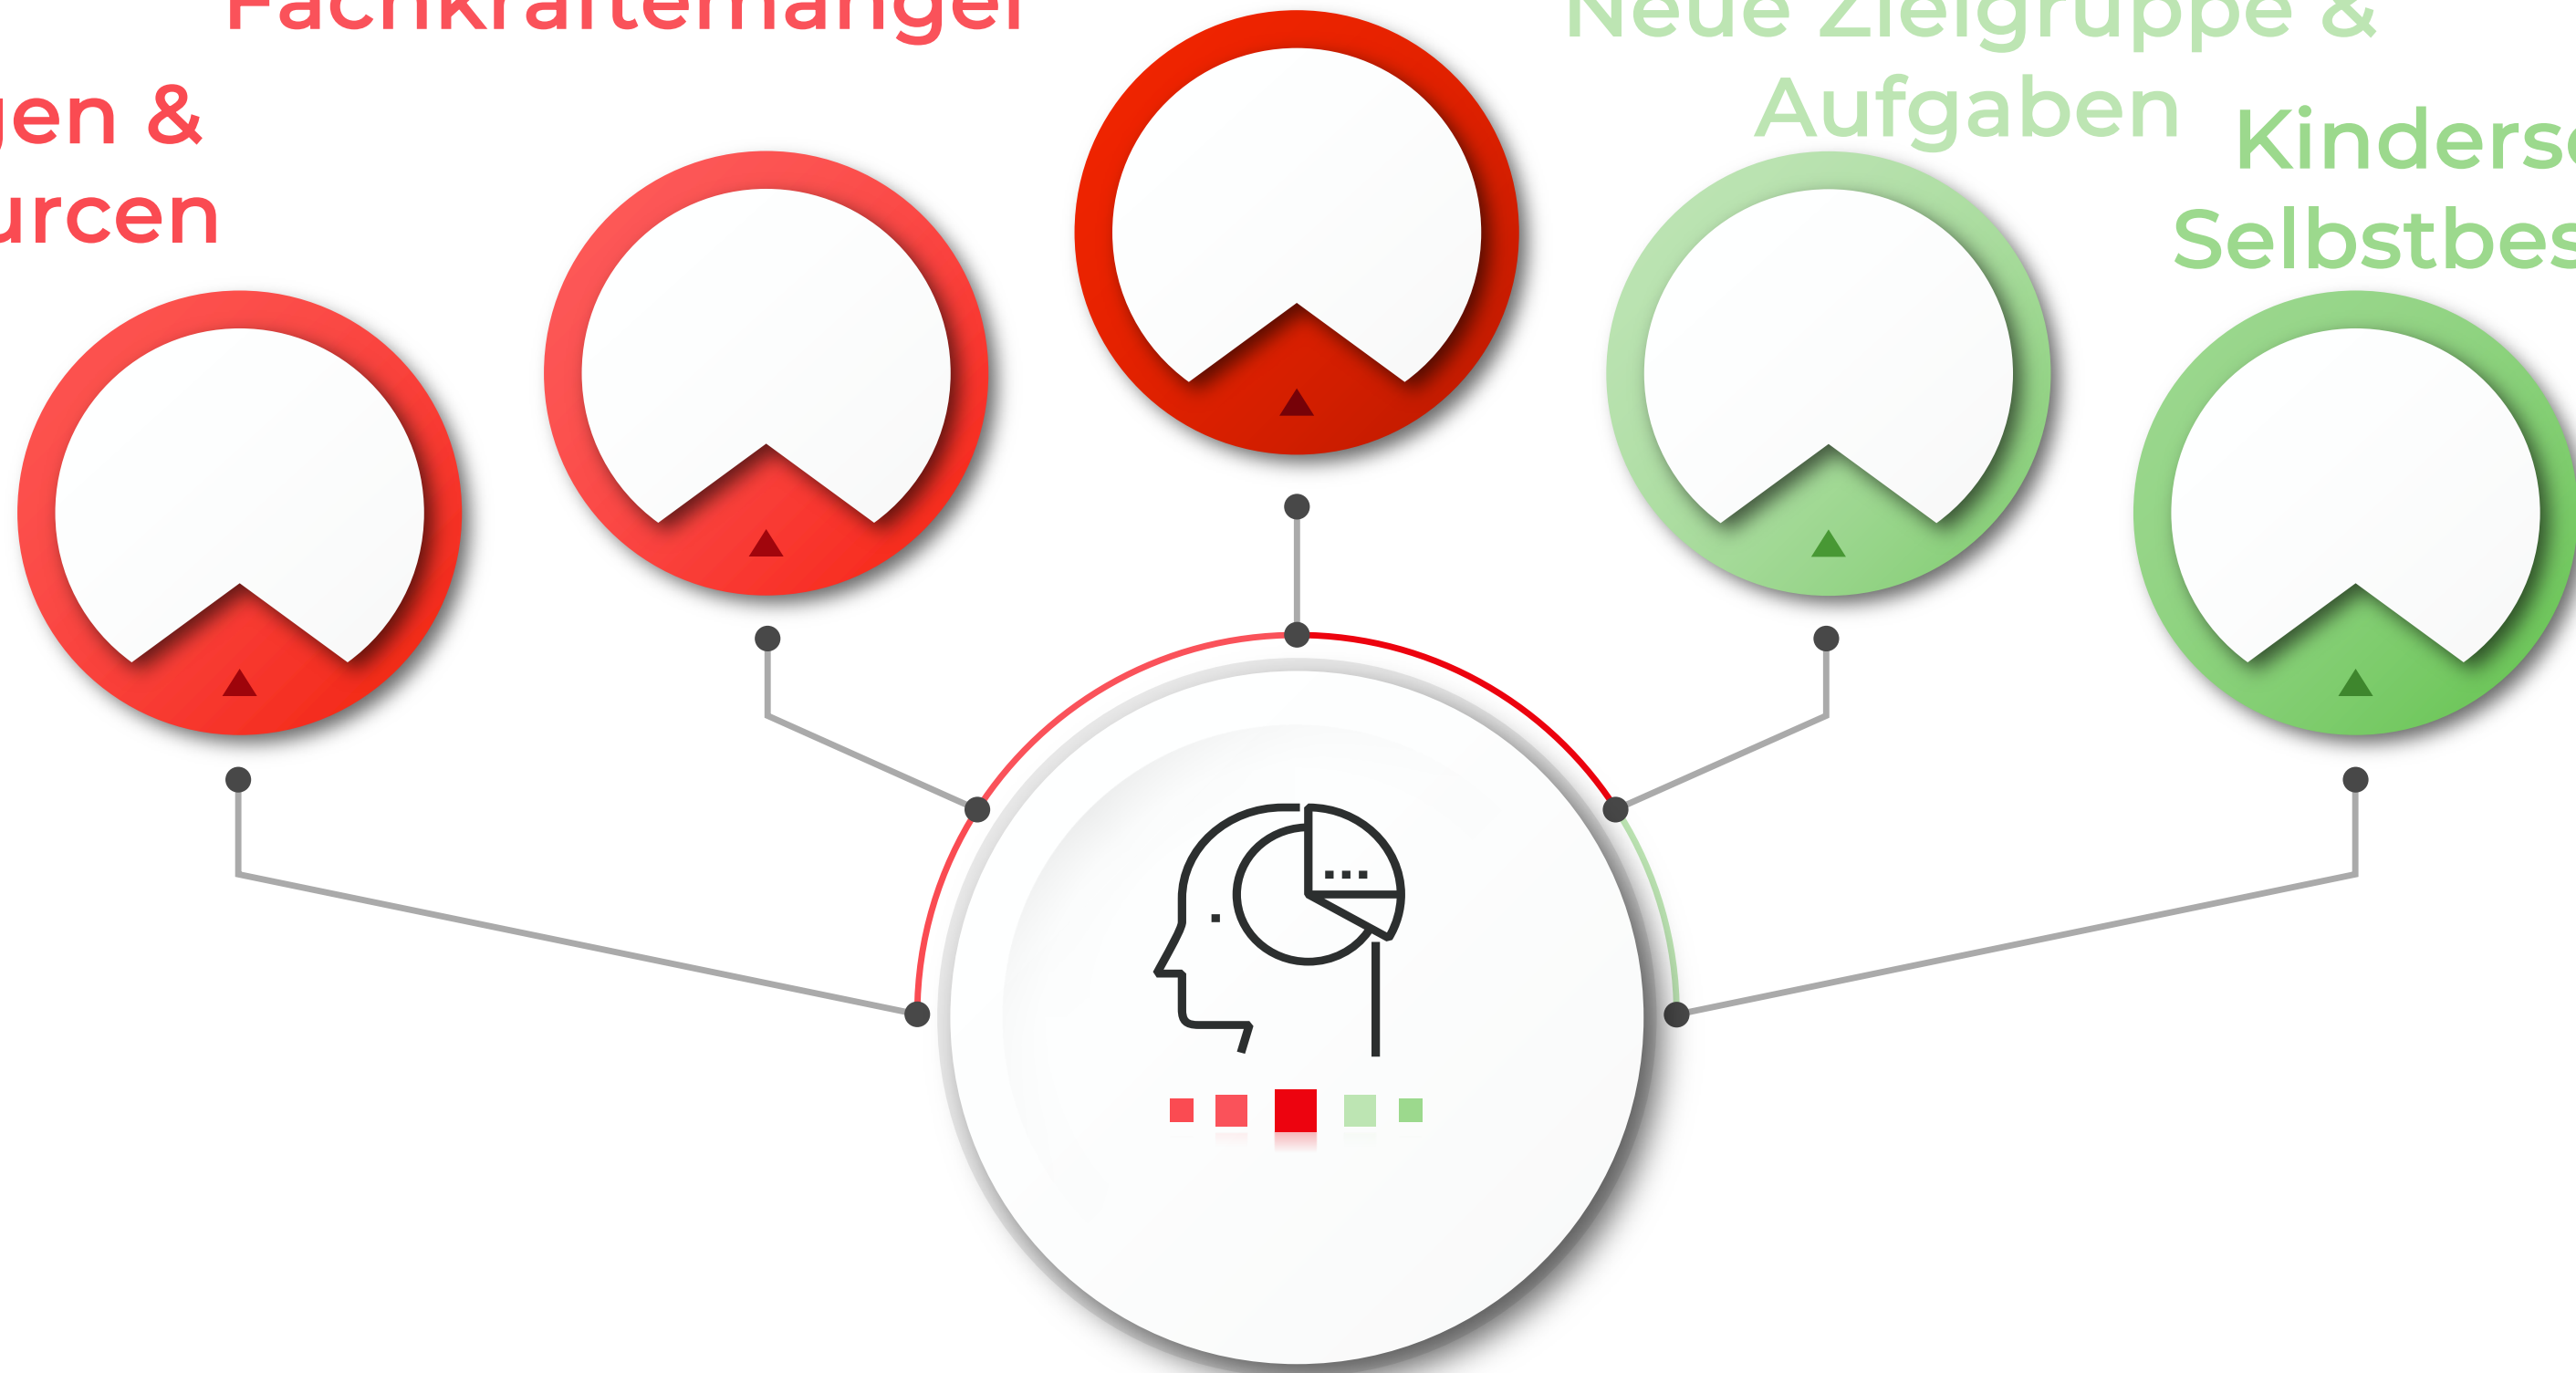 Fachkräftemangel
Neue Zielgruppe &
Aufgaben
gen &
urcen
Kinders
Selbstbes